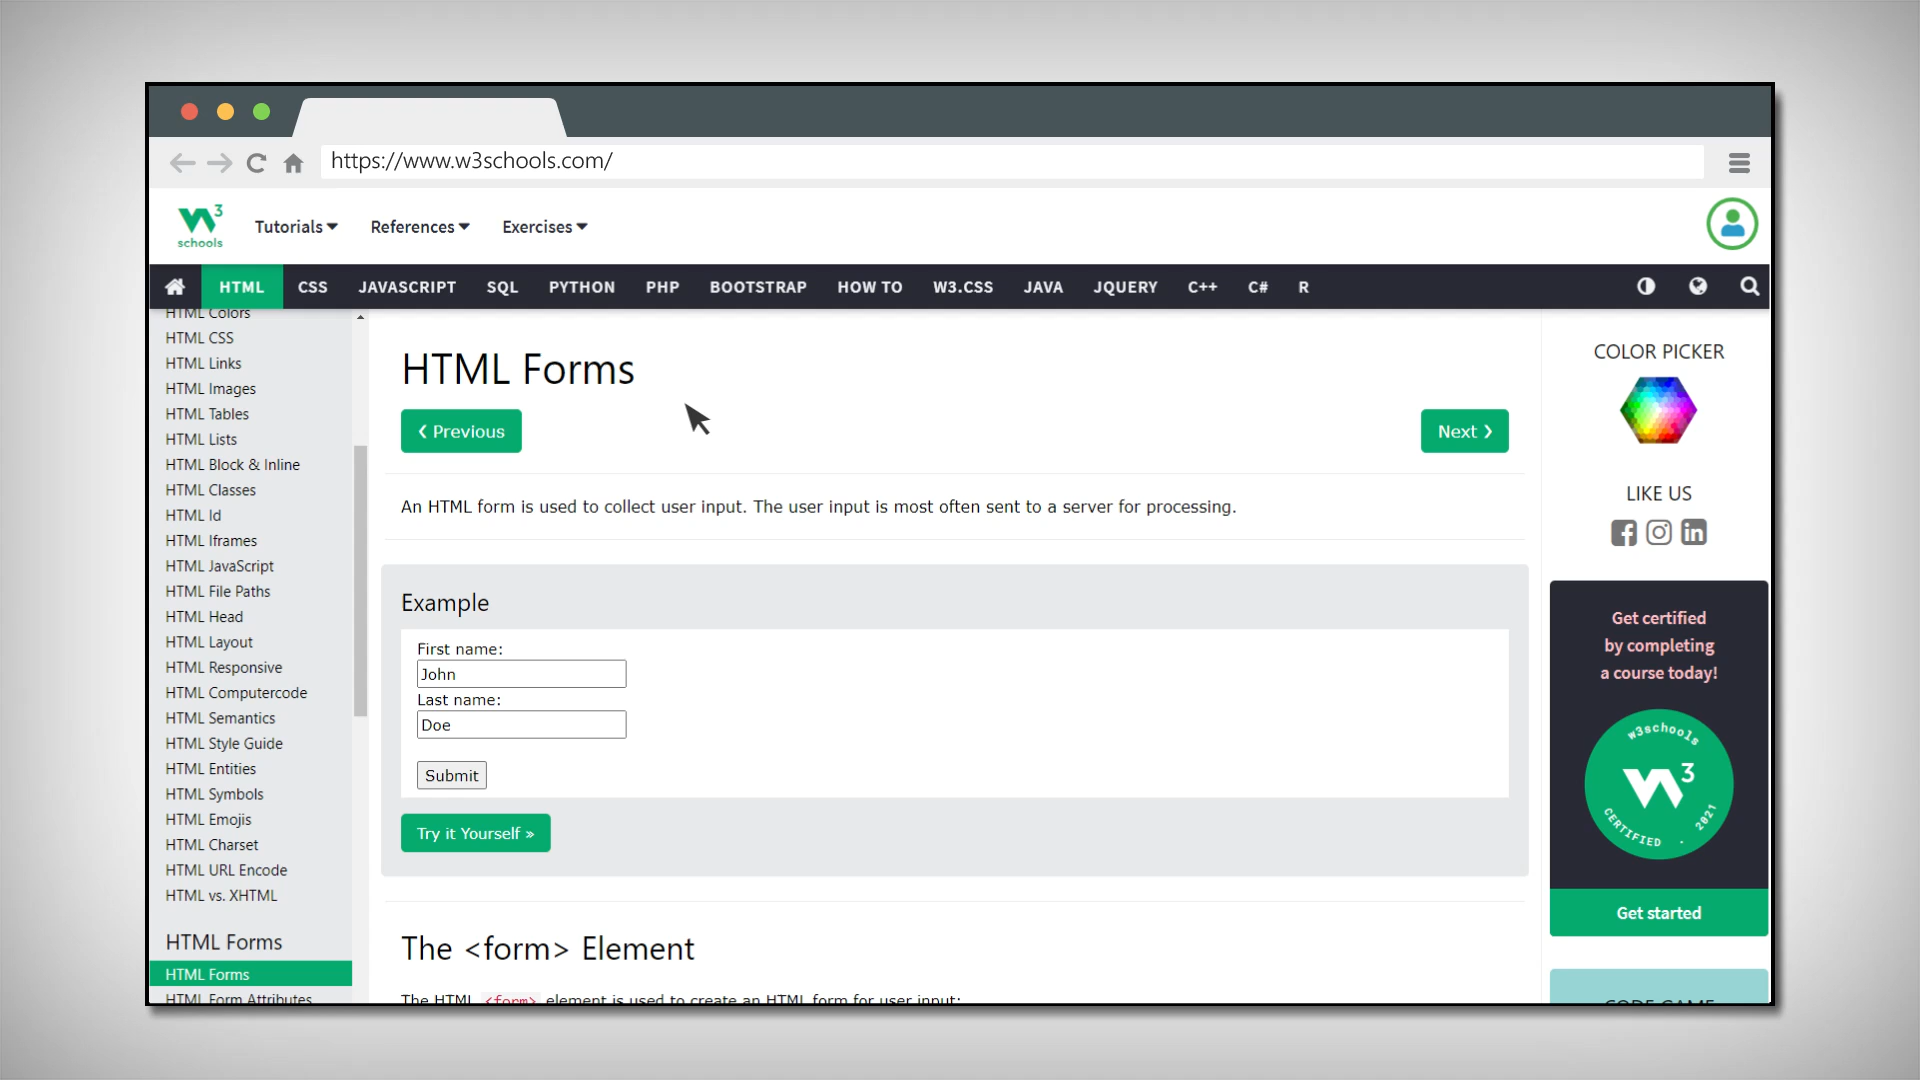 https://www.w3schools.com/
3
schools
Tutorials
References
Exercises
HTML
CSS
JAVASCRIPT
SQL
PYTHON
PHP
BOOTSTRAP
HOW TO
W3.CSS
JAVA
JQUERY
C++
C#
R
HTML Colors
HTML CSS
HTML Links
HTML Images
HTML Tables
HTML Lists
HTML Block & Inline
HTML Classes
HTML Id
HTML Iframes
HTML JavaScript
HTML File Paths
HTML Head
HTML Layout
HTML Responsive
HTML Computercode
HTML Semantics
HTML Style Guide
HTML Entities
HTML Symbols
HTML Emojis
HTML Charset
HTML URL Encode
HTML vs. XHTML
HTML Forms
HTML Forms
HTML Form Attributes
HTML Forms
❮ Previous
Next ❯
An HTML form is used to collect user input. The user input is most often sent to a server for processing.
Example
First name:
John
Last name:
Doe
Submit
Try it Yourself »
The <form> Element
The HTML <form> element is used to create an HTML form for user input:
COLOR PICKER
LIKE US
Get certified
by completing
a course today!
w3schools
3
CERTIFIED . 2021
Get started
CODE GAME